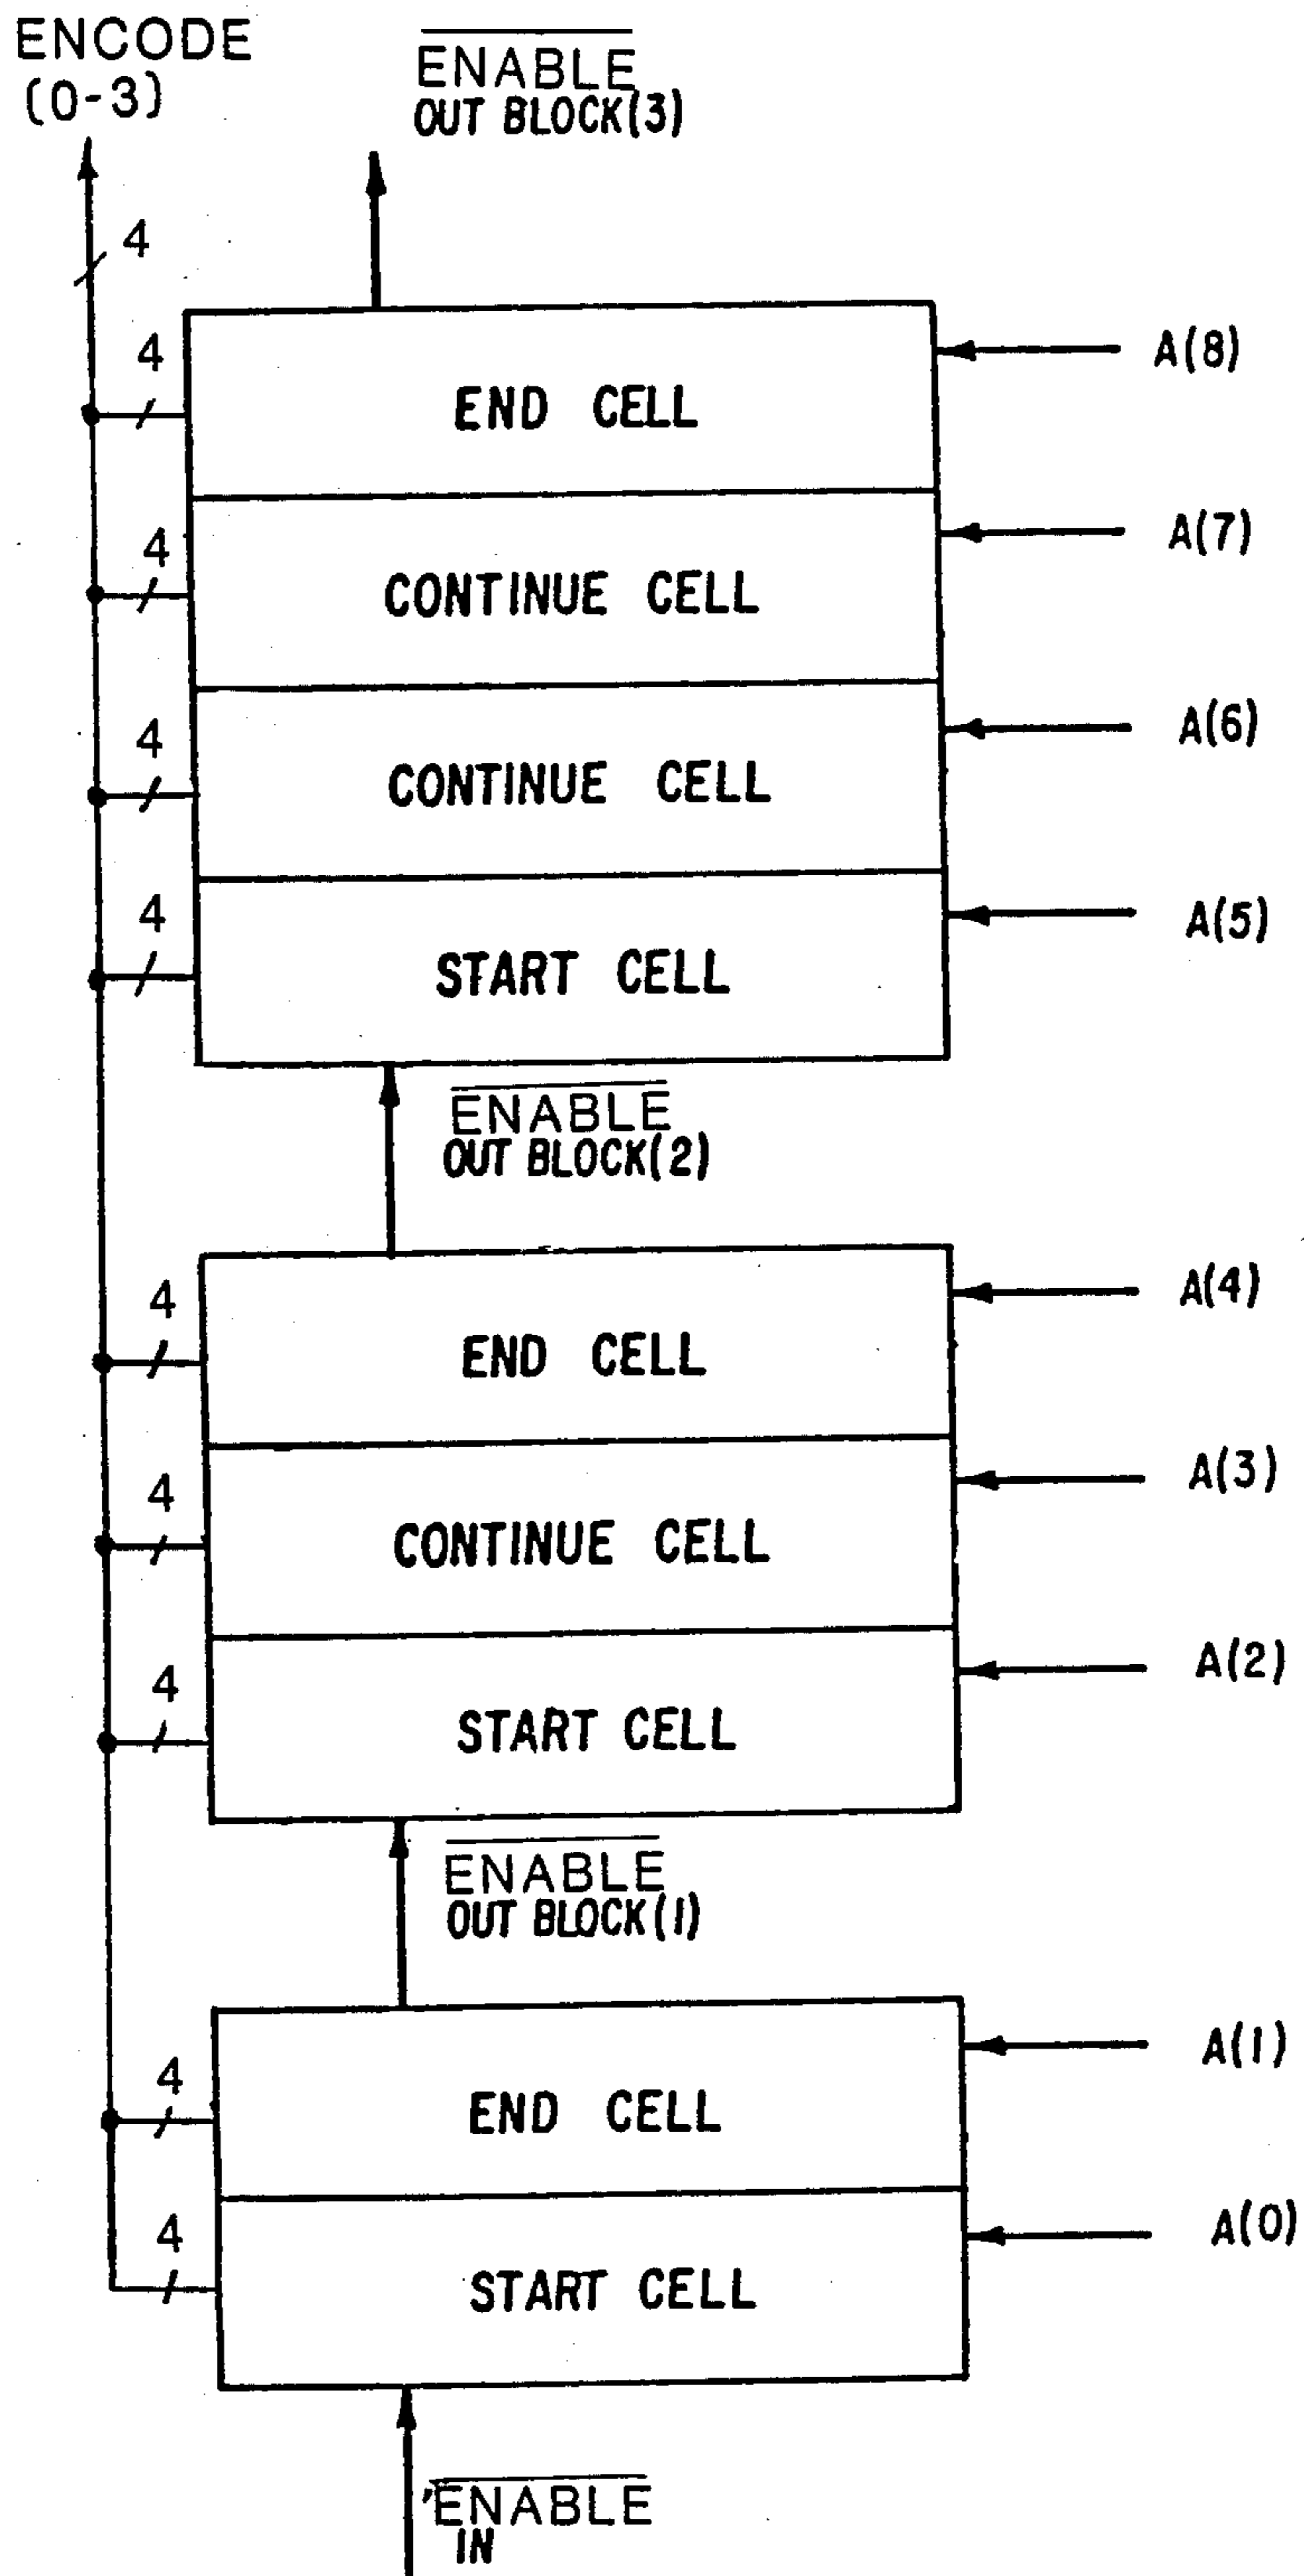 ENCODE
(0-3)
ENABLE
OUT BLOCK(3)
4
4
END CELL
A(8)
4
CONTINUE CELL
A(7)
4
CONTINUE CELL
A(6)
4
START CELL
A(5)
ENABLE
OUT BLOCK(2)
4
END CELL
A(4)
4
CONTINUE CELL
A(3)
4
START CELL
A(2)
ENABLE
OUT BLOCK(1)
4
END CELL
A(1)
4
START CELL
A(0)
ENABLE
IN